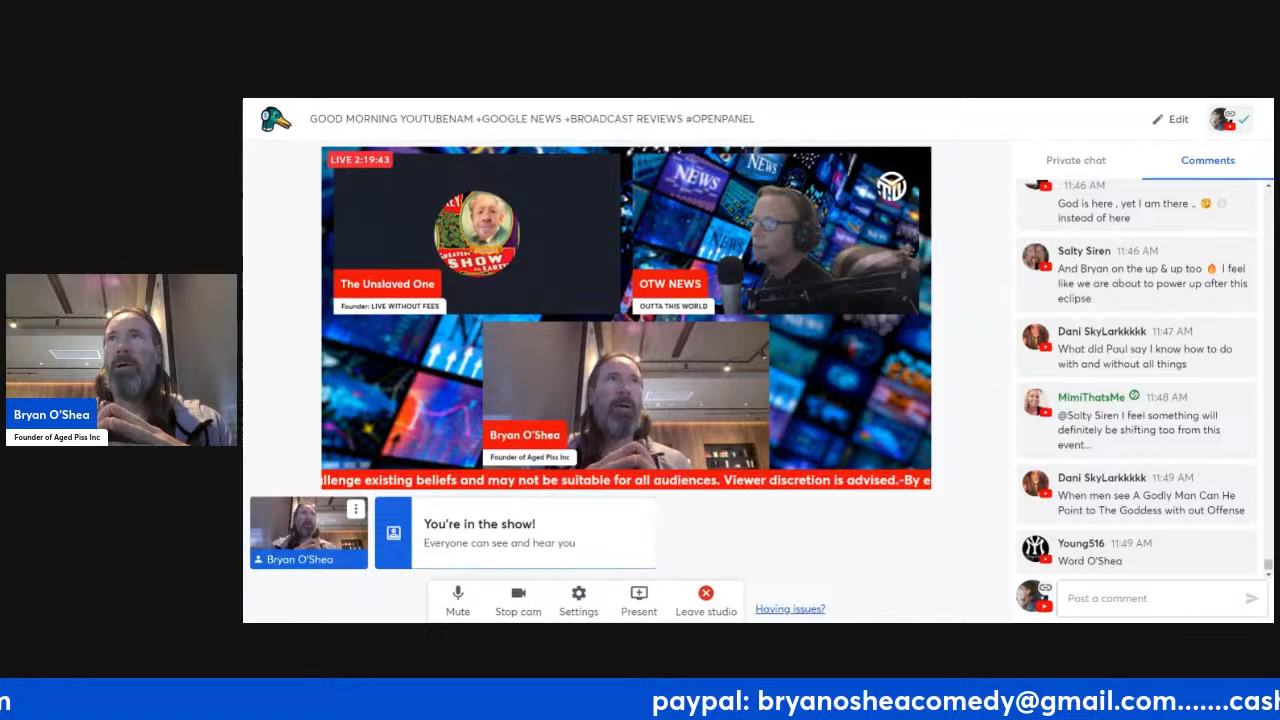 GOOD MORNING YOUTUBENAM +GOOGLE NEWS +BROADCAST REVIEWS #OPENPANEL
Edit
LIVE 2:19:43
NEWS
NEWS
NEWS
The Unslaved One
Founder: LIVE WITHOUT FEES
SHOW
OTW NEWS
OUTTA THIS WORLD
Bryan O'Shea
Founder of Aged Piss Inc
llenge existing beliefs and may not be suitable for all audiences. Viewer discretion is advised.-By e
Bryan O'Shea
Founder of Aged Piss Inc
Bryan O'Shea
You're in the show!
Everyone can see and hear you
Mute
Stop cam
Settings
Present
Leave studio
Having issues?
Private chat
Comments
11:46 AM
God is here , yet I am there ..
instead of here
Salty Siren 11:46 AM
And Bryan on the up & up too 🔥 I feel
like we are about to power up after this
eclipse
Dani SkyLarkkkkk 11:47 AM
What did Paul say I know how to do
with and without all things
MimiThatsMe 11:48 AM
@Salty Siren I feel something will
definitely be shifting too from this
event...
Dani SkyLarkkkkk 11:49 AM
When men see A Godly Man Can He
Point to The Goddess with out Offense
Young516 11:49 AM
Word O'Shea
Post a comment
m
paypal: bryanosheacomedy@gmail.com.......cash